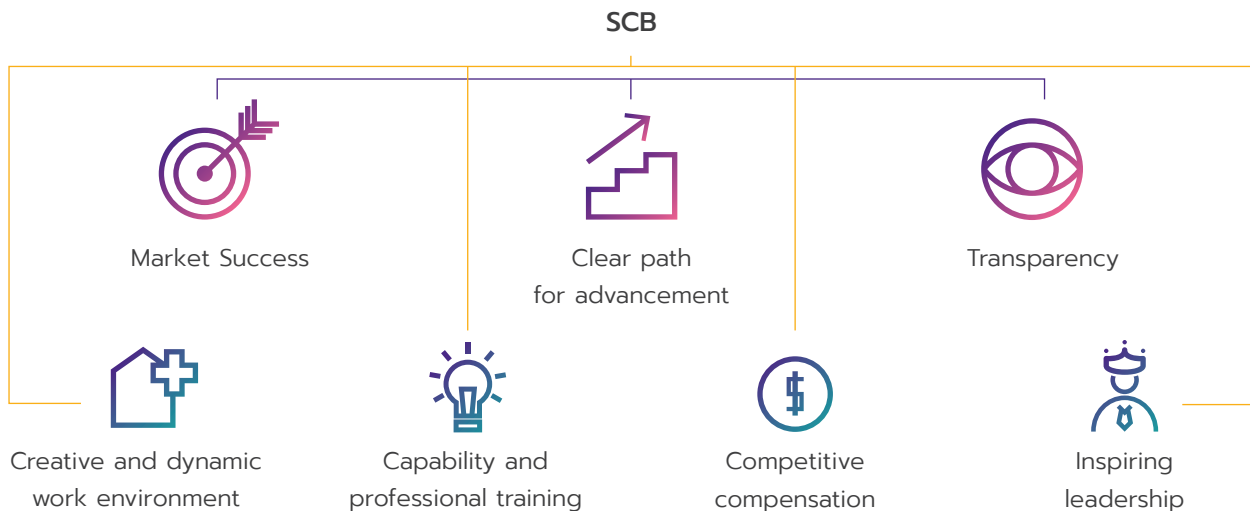 SCB
Market Success
Clear path
for advancement
Transparency
Creative and dynamic
work environment
Capability and
professional training
Competitive
compensation
Inspiring
leadership